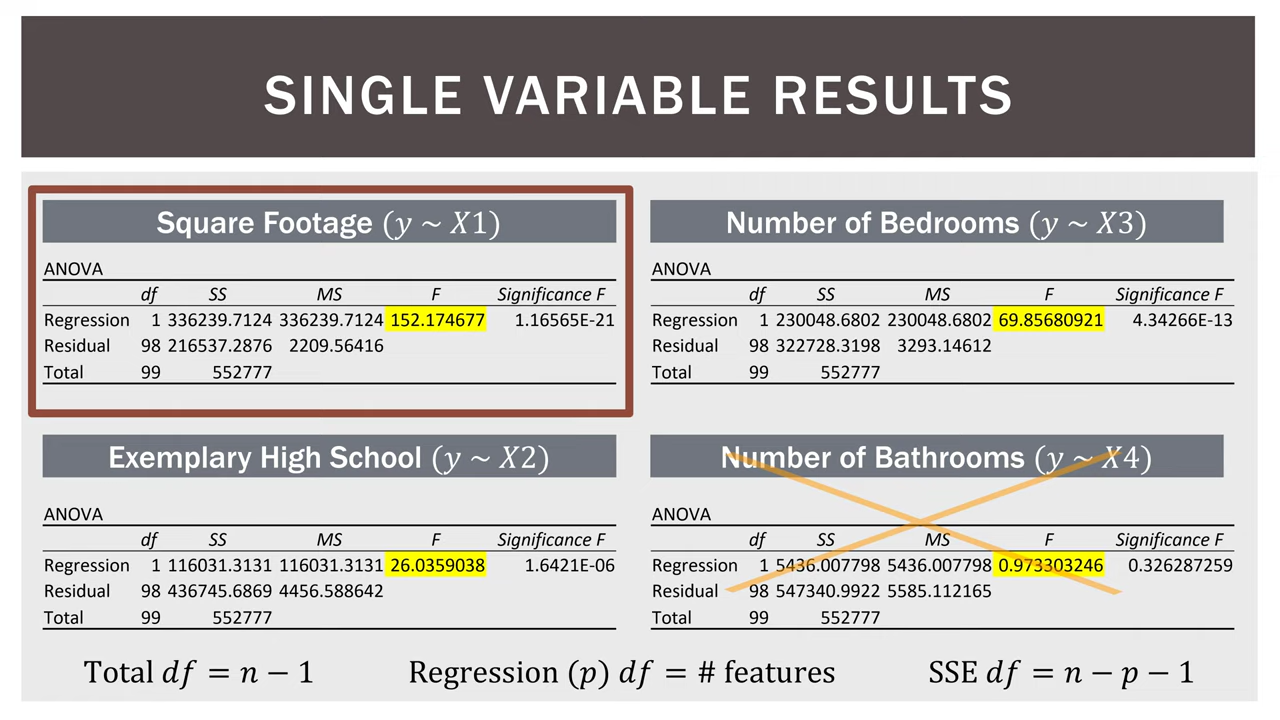 SINGLE VARIABLE RESULTS
Square Footage (y ~ X1)
ANOVA
df SS MS F Significance F
Regression 1 336239.7124 336239.7124 152.174677 1.16565E-21
Residual 98 216537.2876 2209.56416
Total 99 552777
Number of Bedrooms (y ~ X3)
ANOVA
df SS MS F Significance F
Regression 1 230048.6802 230048.6802 69.85680921 4.34266E-13
Residual 98 322728.3198 3293.14612
Total 99 552777
Exemplary High School (y ~ X2)
ANOVA
df SS MS F Significance F
Regression 1 116031.3131 116031.3131 26.0359038 1.6421E-06
Residual 98 436745.6869 4456.588642
Total 99 552777
Number of Bathrooms (y ~ X4)
ANOVA
df SS MS F Significance F
Regression 1 5436.007798 5436.007798 0.973303246 0.326287259
Residual 98 547340.9922 5585.112165
Total 99 552777
Total df = n − 1 Regression (p) df = # features SSE df = n − p − 1